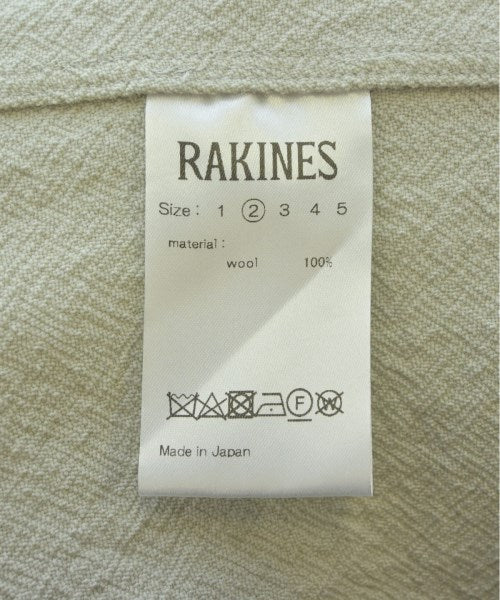 RAKINES
Size: 1 2 3 4 5
material:
wool 100%
F W
Made in Japan